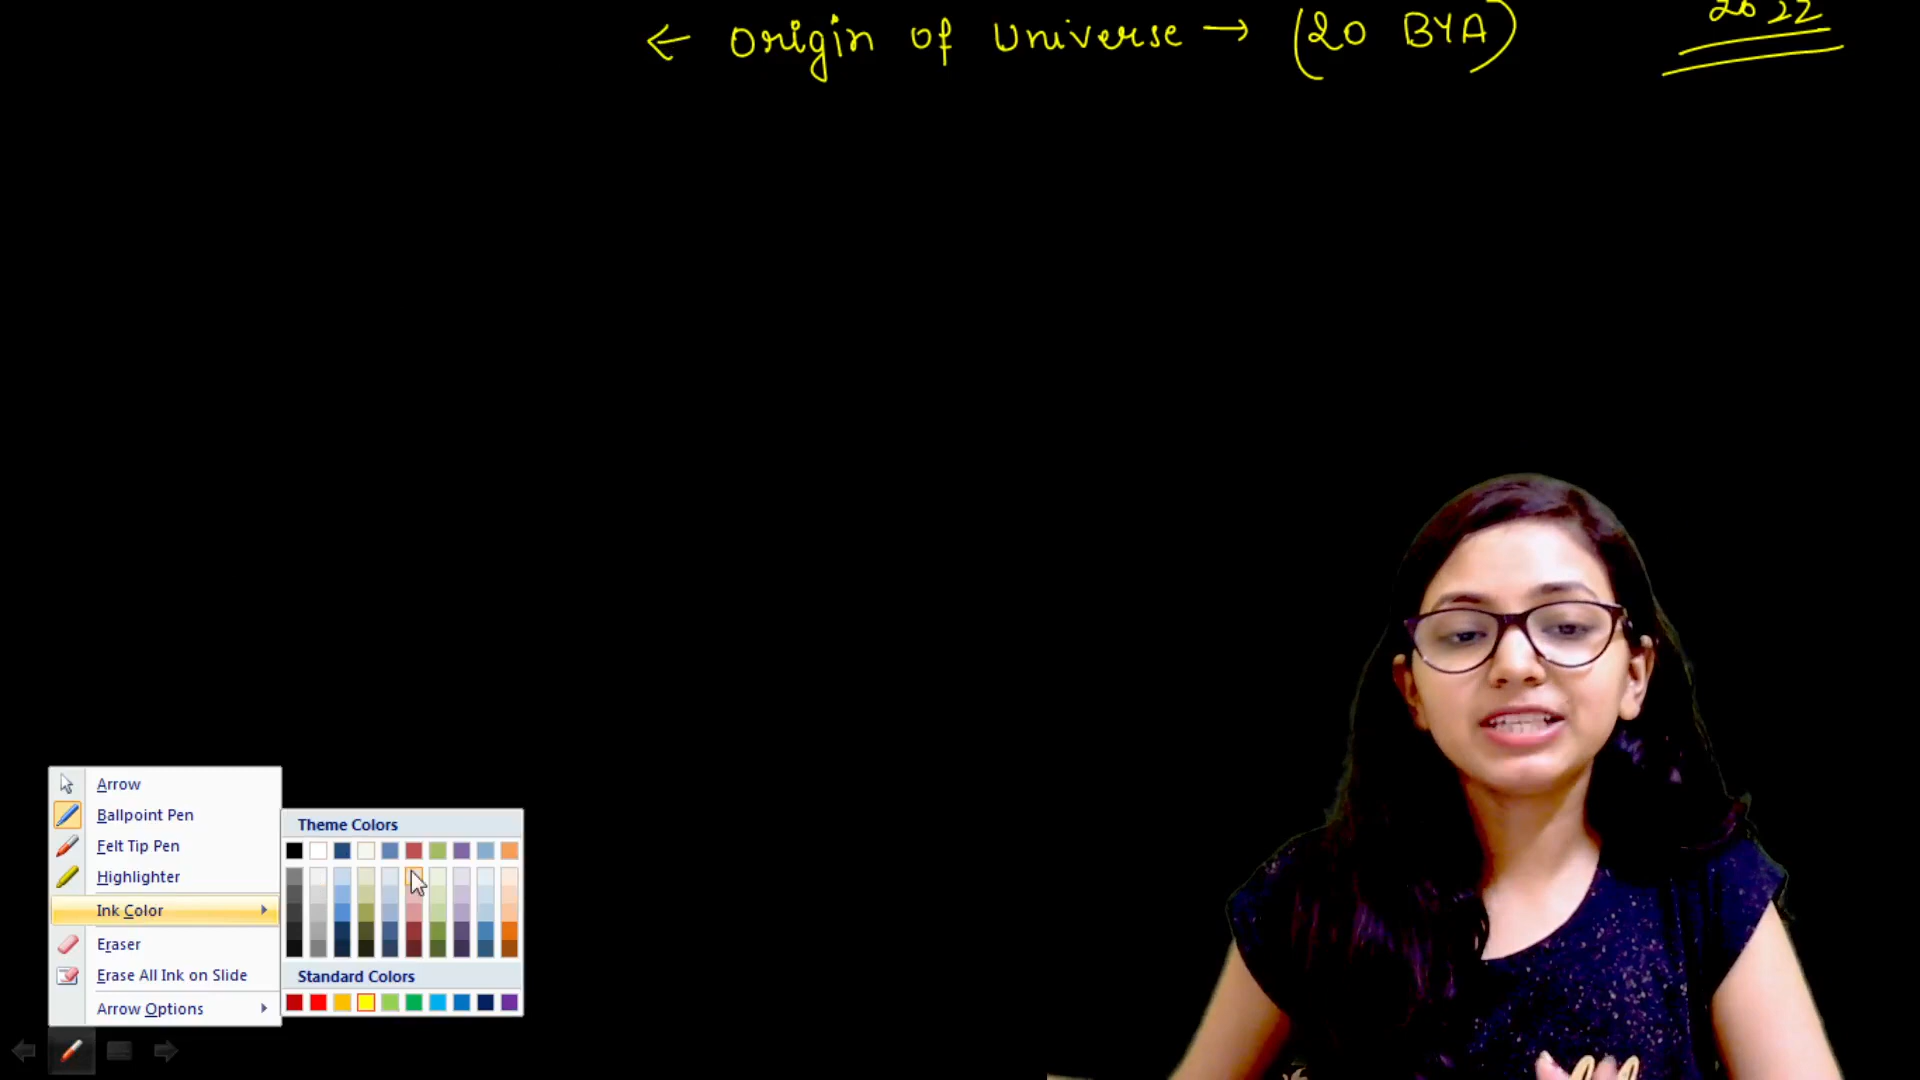 ← Origin of Universe → (20 BYA)
2022
Arrow
Ballpoint Pen
Felt Tip Pen
Highlighter
Ink Color
Eraser
Erase All Ink on Slide
Arrow Options
Theme Colors
Standard Colors